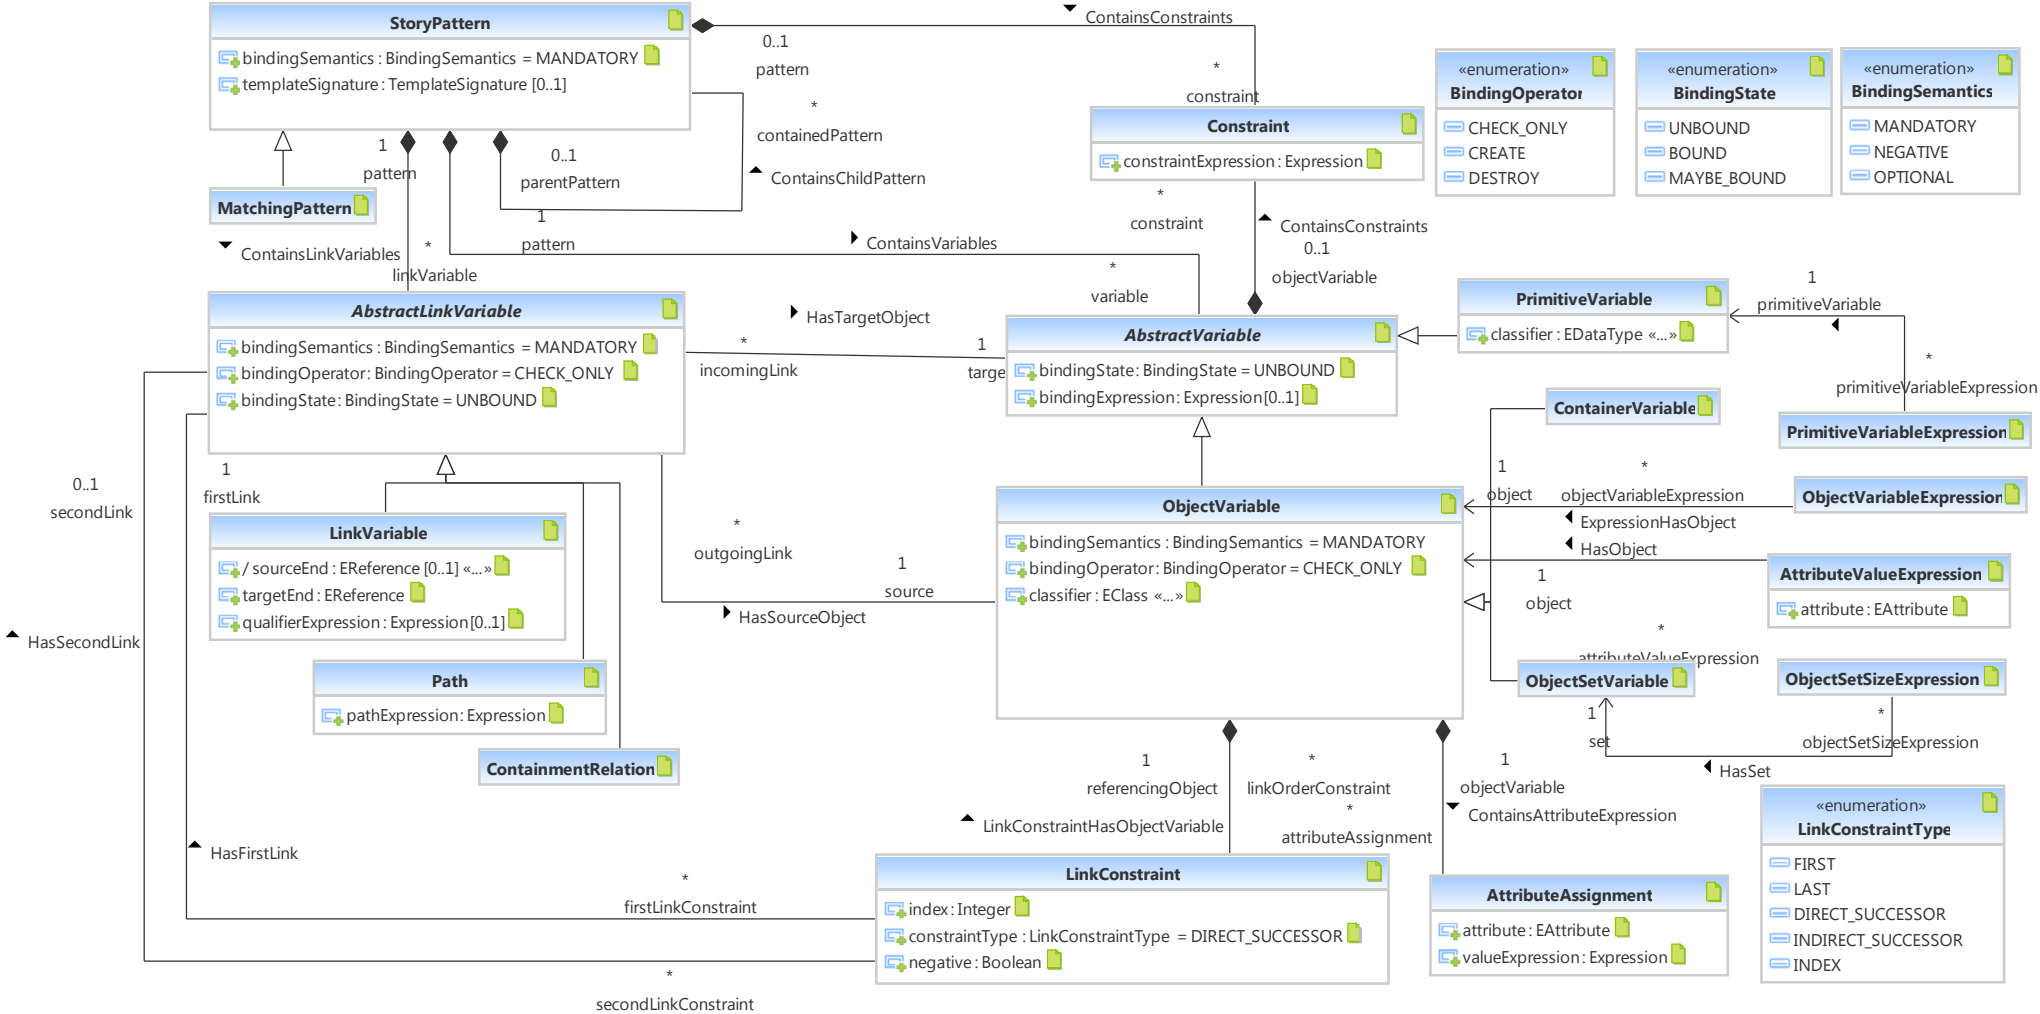 StoryPattern
bindingSemantics : BindingSemantics = MANDATORY
templateSignature : TemplateSignature [0..1]
ContainsConstraints
0..1
pattern
*
constraint
*
containedPattern
0..1
parentPattern
ContainsChildPattern
1
pattern
MatchingPattern
Constraint
constraintExpression : Expression
«enumeration»
BindingOperator
CHECK_ONLY
CREATE
DESTROY
«enumeration»
BindingState
UNBOUND
BOUND
MAYBE_BOUND
«enumeration»
BindingSemantics
MANDATORY
NEGATIVE
OPTIONAL
ContainsLinkVariables
*
linkVariable
1
pattern
ContainsVariables
*
variable
*
constraint
ContainsConstraints
0..1
objectVariable
AbstractLinkVariable
bindingSemantics : BindingSemantics = MANDATORY
bindingOperator : BindingOperator = CHECK_ONLY
bindingState : BindingState = UNBOUND
HasTargetObject
*
incomingLink
1
targe
AbstractVariable
bindingState : BindingState = UNBOUND
bindingExpression : Expression [0..1]
PrimitiveVariable
classifier : EDataType «...»
1
primitiveVariable
*
primitiveVariableExpression
PrimitiveVariableExpression
ContainerVariable
0..1
secondLink
1
firstLink
LinkVariable
/ sourceEnd : EReference [0..1] «...»
targetEnd : EReference
qualifierExpression : Expression [0..1]
*
outgoingLink
1
source
HasSourceObject
ObjectVariable
bindingSemantics : BindingSemantics = MANDATORY
bindingOperator : BindingOperator = CHECK_ONLY
classifier : EClass «...»
1
object
*
objectVariableExpression
ExpressionHasObject
ObjectVariableExpression
HasObject
1
object
*
attributeValueExpression
AttributeValueExpression
attribute : EAttribute
HasSecondLink
Path
pathExpression : Expression
ContainmentRelation
ObjectSetVariable
ObjectSetSizeExpression
1
set
*
objectSetSizeExpression
HasSet
1
referencingObject
*
linkOrderConstraint
LinkConstraintHasObjectVariable
1
objectVariable
*
attributeAssignment
ContainsAttributeExpression
HasFirstLink
*
firstLinkConstraint
*
secondLinkConstraint
LinkConstraint
index : Integer
constraintType : LinkConstraintType = DIRECT_SUCCESSOR
negative : Boolean
AttributeAssignment
attribute : EAttribute
valueExpression : Expression
«enumeration»
LinkConstraintType
FIRST
LAST
DIRECT_SUCCESSOR
INDIRECT_SUCCESSOR
INDEX